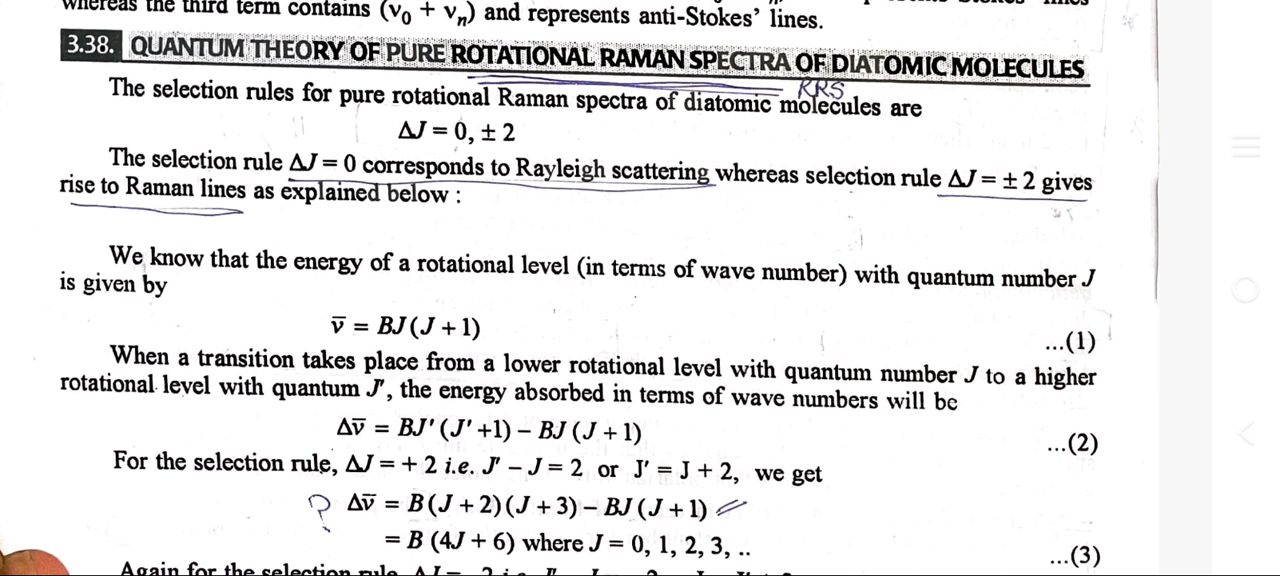 whereas the third term contains (ν₀ + νₙ) and represents anti-Stokes' lines.
3.38. QUANTUM THEORY OF PURE ROTATIONAL RAMAN SPECTRA OF DIATOMIC MOLECULES
RRS
The selection rules for pure rotational Raman spectra of diatomic molecules are
ΔJ = 0, ± 2
The selection rule ΔJ = 0 corresponds to Rayleigh scattering whereas selection rule ΔJ = ± 2 gives
rise to Raman lines as explained below :
We know that the energy of a rotational level (in terms of wave number) with quantum number J
is given by
ν̄ = BJ (J + 1) ...(1)
When a transition takes place from a lower rotational level with quantum number J to a higher
rotational level with quantum J', the energy absorbed in terms of wave numbers will be
Δν̄ = BJ' (J' +1) – BJ (J + 1) ...(2)
For the selection rule, ΔJ = + 2 i.e. J' – J = 2 or J' = J + 2, we get
? Δν̄ = B (J + 2) (J + 3) – BJ (J + 1)
= B (4J + 6) where J = 0, 1, 2, 3, .. ...(3)
Again for the selection rule